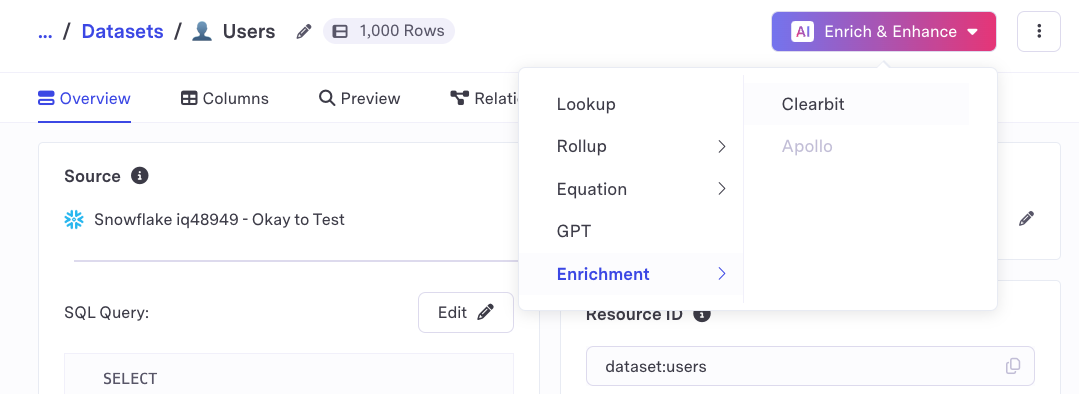 ... / Datasets / Users 1,000 Rows
AI Enrich & Enhance
Overview Columns Preview
Lookup
Rollup
Equation
GPT
Enrichment
Clearbit
Apollo
Source
Snowflake iq48949 - Okay to Test
SQL Query:
Edit
SELECT
Resource ID
dataset:users